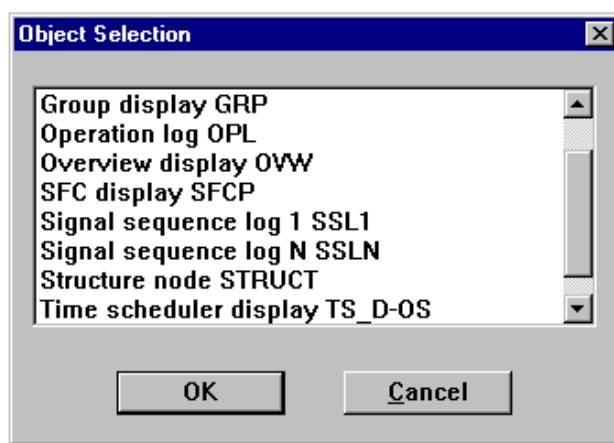 Object Selection
Group display GRP
Operation log OPL
Overview display OVW
SFC display SFCP
Signal sequence log 1 SSL1
Signal sequence log N SSLN
Structure node STRUCT
Time scheduler display TS_D-OS
OK Cancel